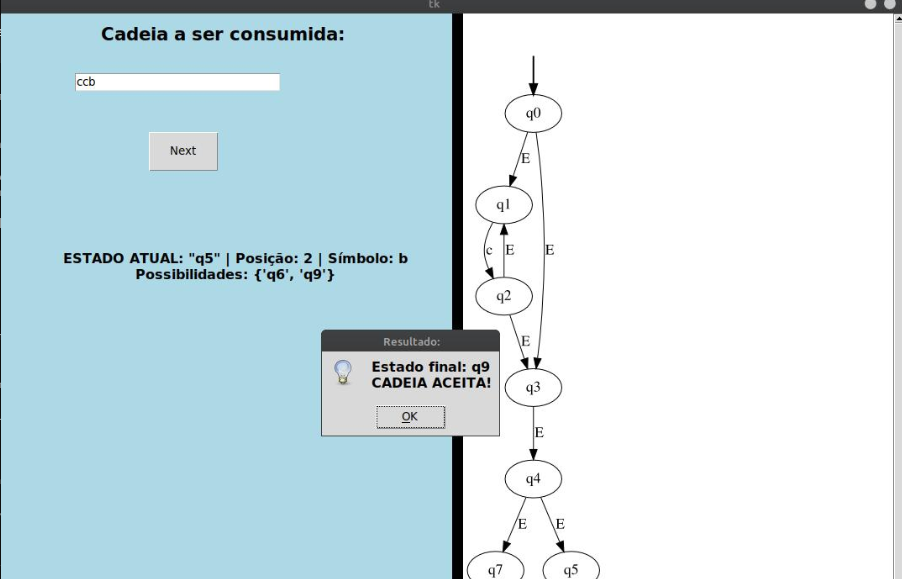 tk
Cadeia a ser consumida:
ccb
Next
ESTADO ATUAL: "q5" | Posição: 2 | Símbolo: b
Possibilidades: {'q6', 'q9'}
Resultado:
Estado final: q9
CADEIA ACEITA!
OK
q0
E
q1
c
E
E
q2
E
q3
E
q4
E
E
q7
q5